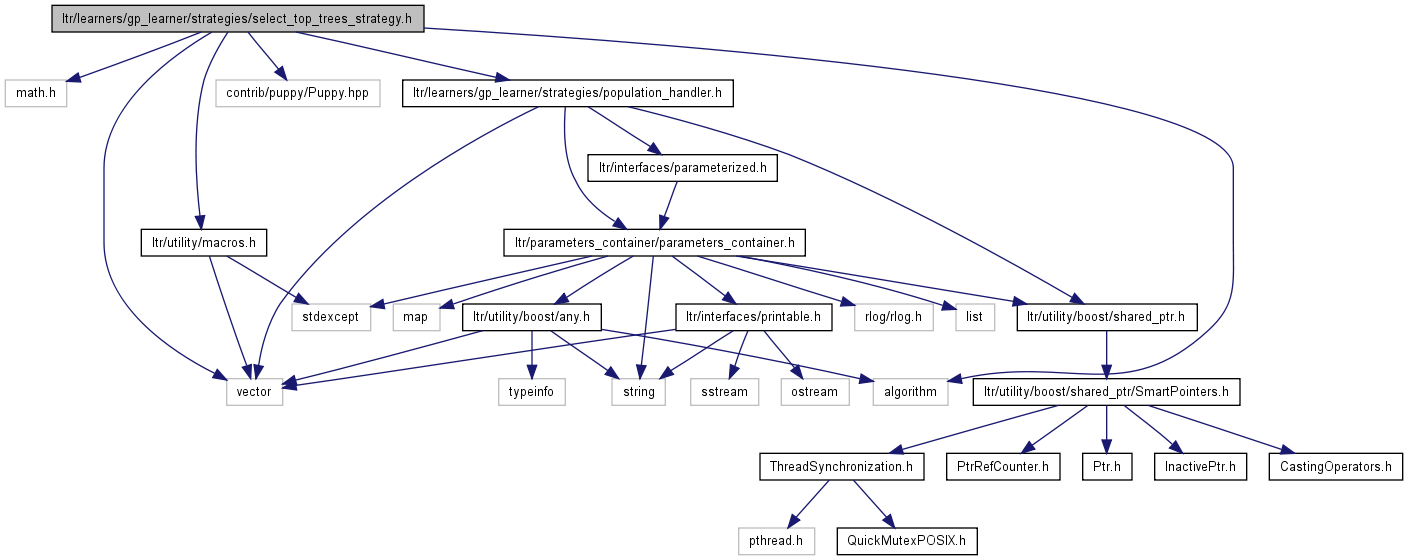 ltr/learners/gp_learner/strategies/select_top_trees_strategy.h
math.h
contrib/puppy/Puppy.hpp
ltr/learners/gp_learner/strategies/population_handler.h
ltr/interfaces/parameterized.h
ltr/utility/macros.h
ltr/parameters_container/parameters_container.h
stdexcept
map
ltr/utility/boost/any.h
ltr/interfaces/printable.h
rlog/rlog.h
list
ltr/utility/boost/shared_ptr.h
vector
typeinfo
string
sstream
ostream
algorithm
ltr/utility/boost/shared_ptr/SmartPointers.h
ThreadSynchronization.h
PtrRefCounter.h
Ptr.h
InactivePtr.h
CastingOperators.h
pthread.h
QuickMutexPOSIX.h